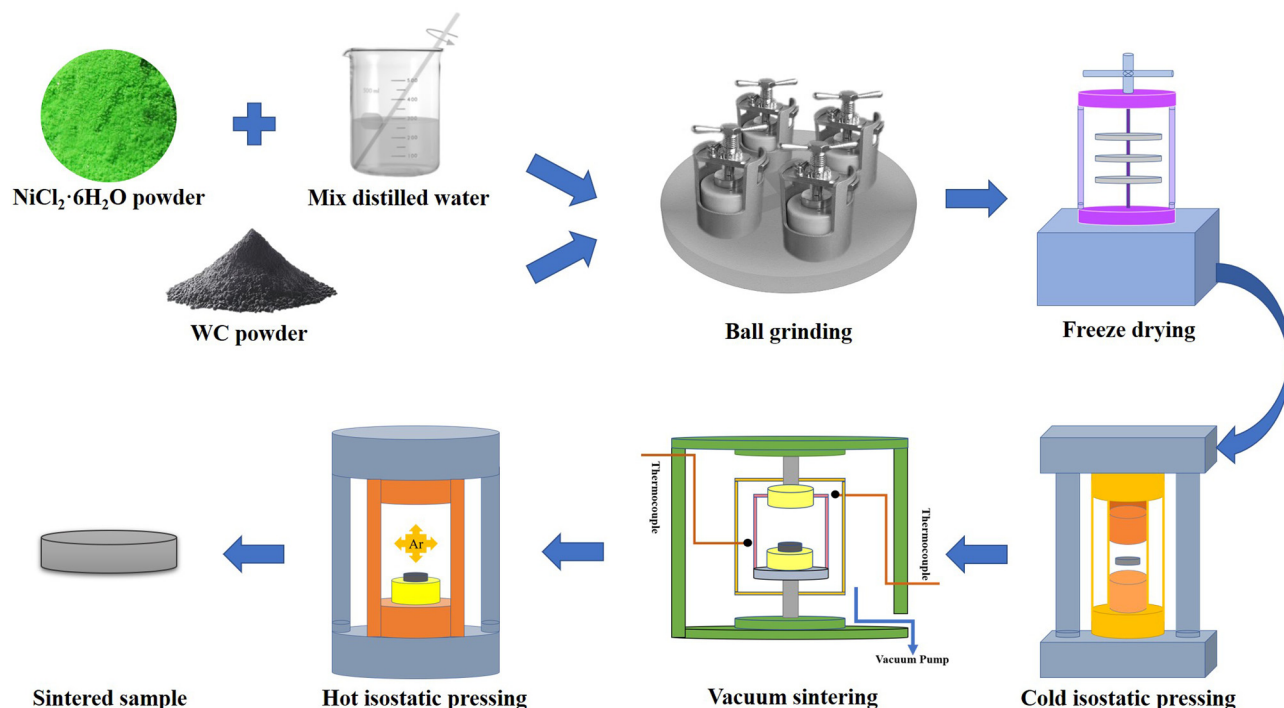 NiCl₂·6H₂O powder
Mix distilled water
WC powder
Ball grinding
Freeze drying
Thermocouple
Thermocouple
Ar
Vacuum Pump
Sintered sample
Hot isostatic pressing
Vacuum sintering
Cold isostatic pressing